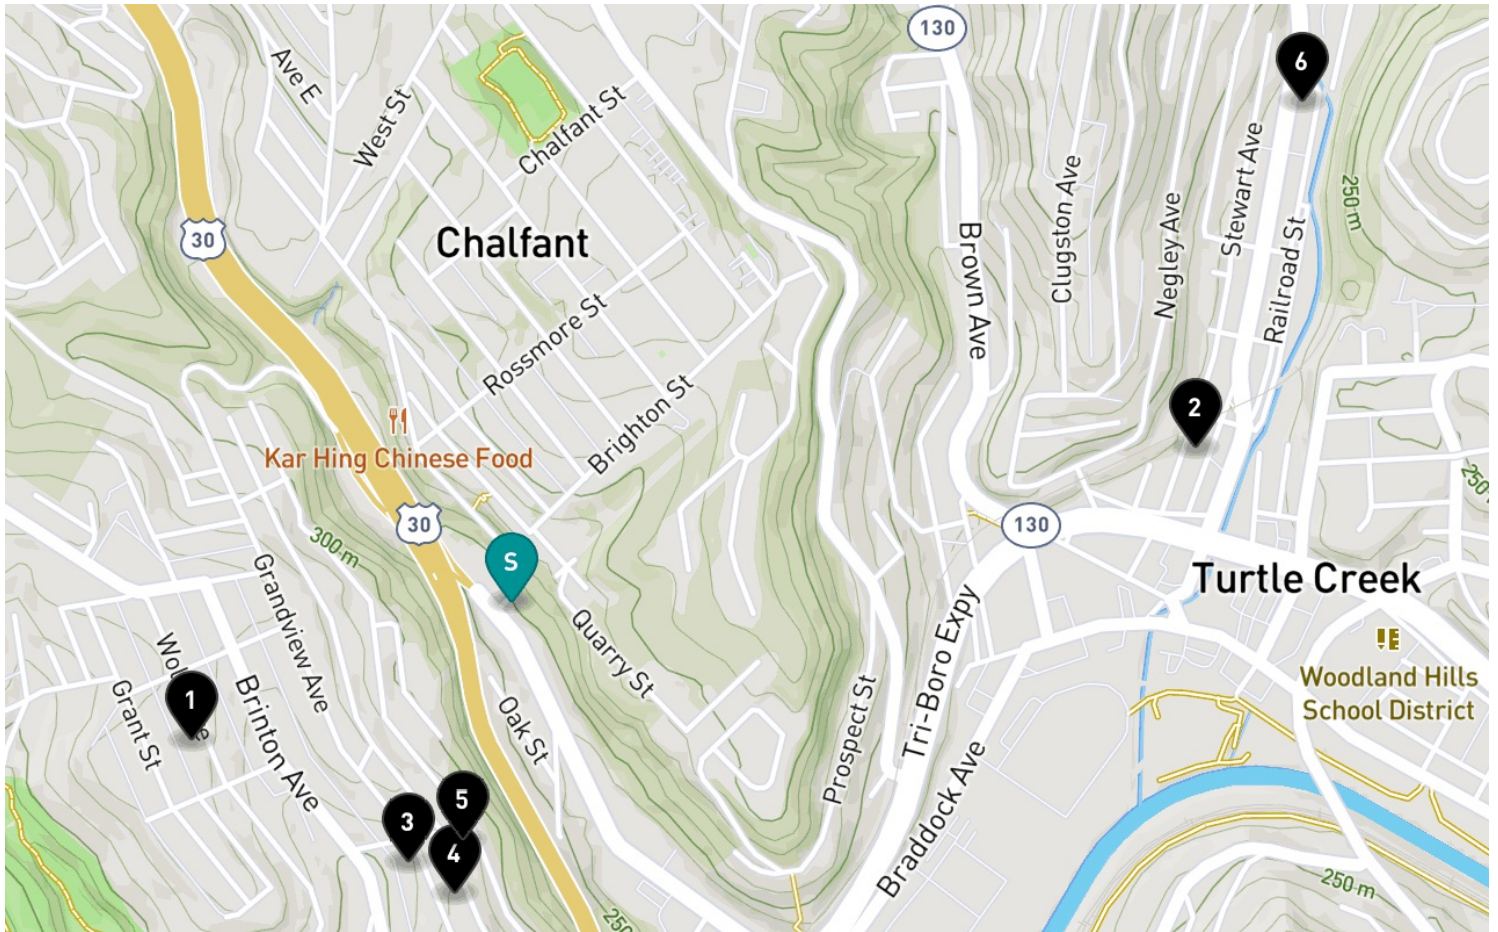 130
6
Ave E
West St
Chalfant St
Stewart Ave
Clugston Ave
250 m
Negley Ave
30
Chalfant
Brown Ave
Railroad St
Rossmore St
2
Brighton St
Kar Hing Chinese Food
250
30
130
300 m
S
Turtle Creek
Grandview Ave
Quarry St
Tri-Boro Expy
Woodland Hills
School District
1
Grant St
Brinton Ave
Oak St
Prospect St
Braddock Ave
5
3
4
250 m
250